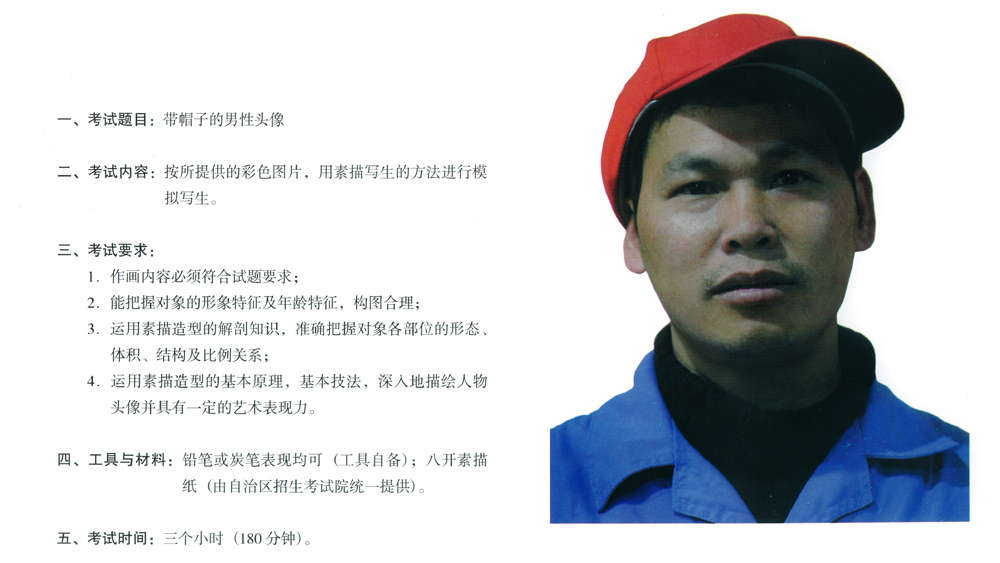 一、考试题目：带帽子的男性头像
二、考试内容：按所提供的彩色图片，用素描写生的方法进行模
拟写生。
三、考试要求：
1. 作画内容必须符合试题要求；
2. 能把握对象的形象特征及年龄特征，构图合理；
3. 运用素描造型的解剖知识，准确把握对象各部位的形态、
体积、结构及比例关系；
4. 运用素描造型的基本原理，基本技法，深入地描绘人物
头像并具有一定的艺术表现力。
四、工具与材料：铅笔或炭笔表现均可（工具自备）；八开素描
纸（由自治区招生考试院统一提供）。
五、考试时间：三个小时（180 分钟）。